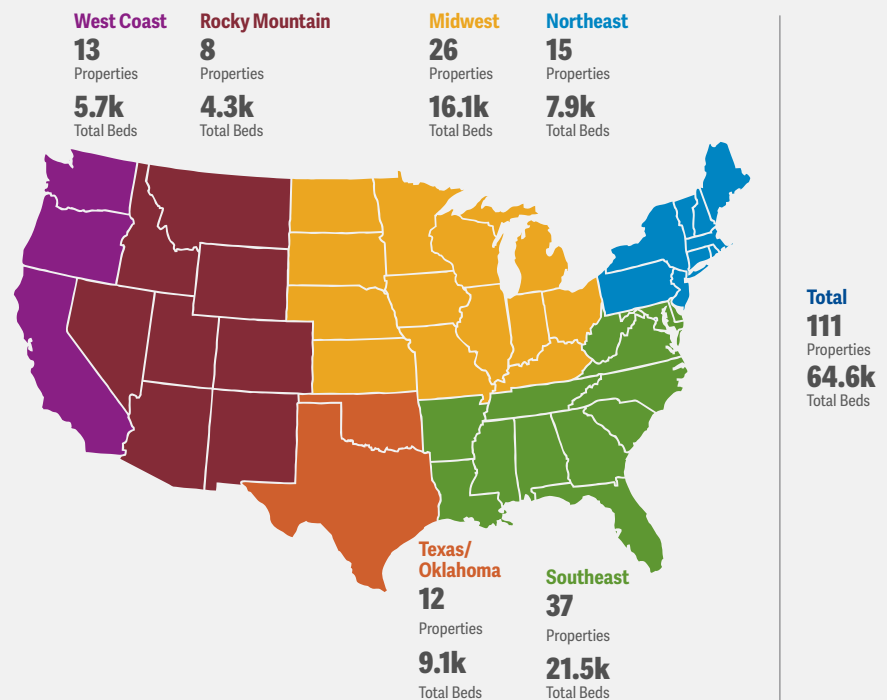 West Coast
13
Properties
5.7k
Total Beds
Rocky Mountain
8
Properties
4.3k
Total Beds
Midwest
26
Properties
16.1k
Total Beds
Northeast
15
Properties
7.9k
Total Beds
Total
111
Properties
64.6k
Total Beds
Texas/
Oklahoma
12
Properties
9.1k
Total Beds
Southeast
37
Properties
21.5k
Total Beds